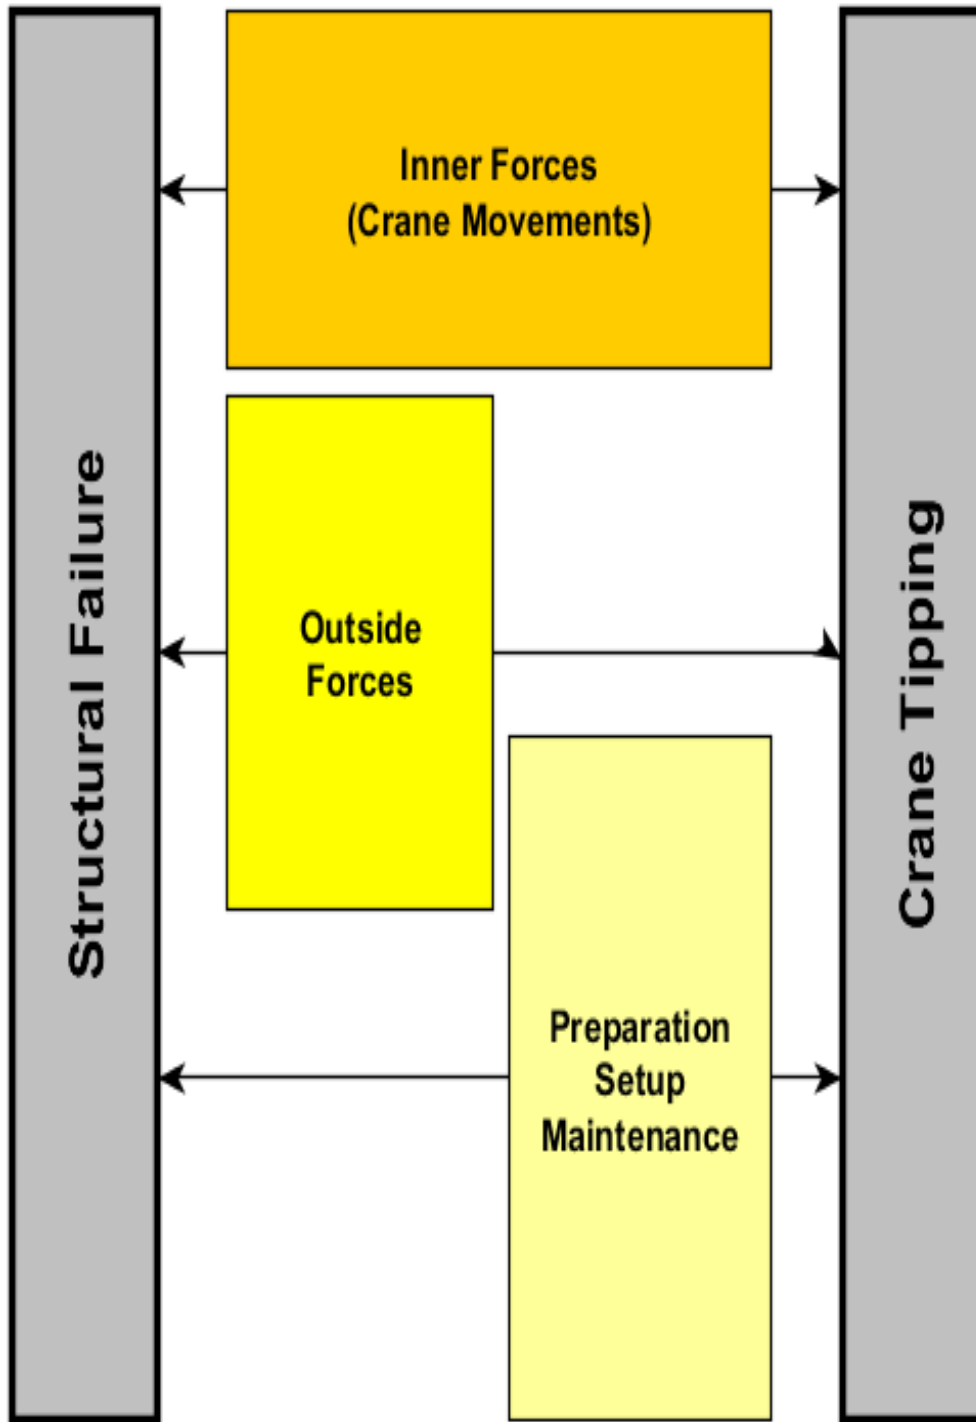 Structural Failure
Inner Forces
(Crane Movements)
Outside
Forces
Preparation
Setup
Maintenance
Crane Tipping